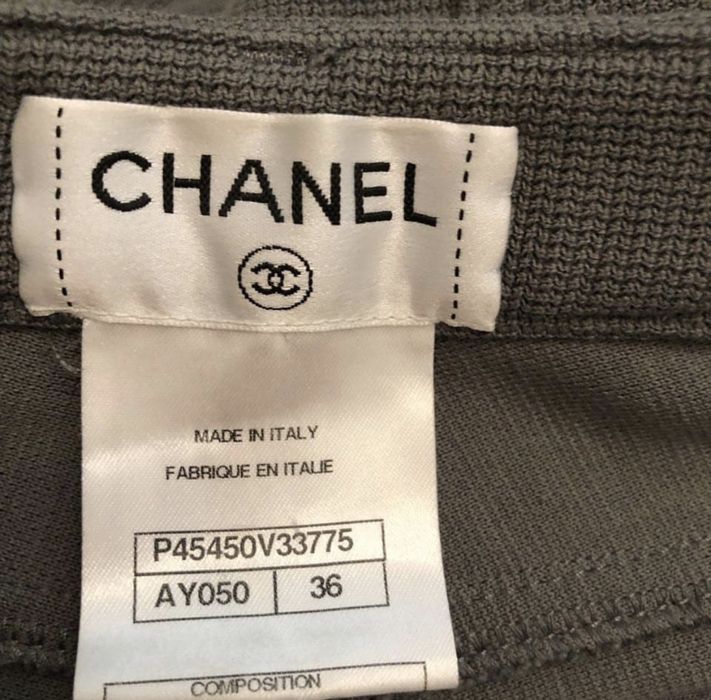 CHANEL
MADE IN ITALY
FABRIQUE EN ITALIE
P45450V33775
AY050 36
COMPOSITION